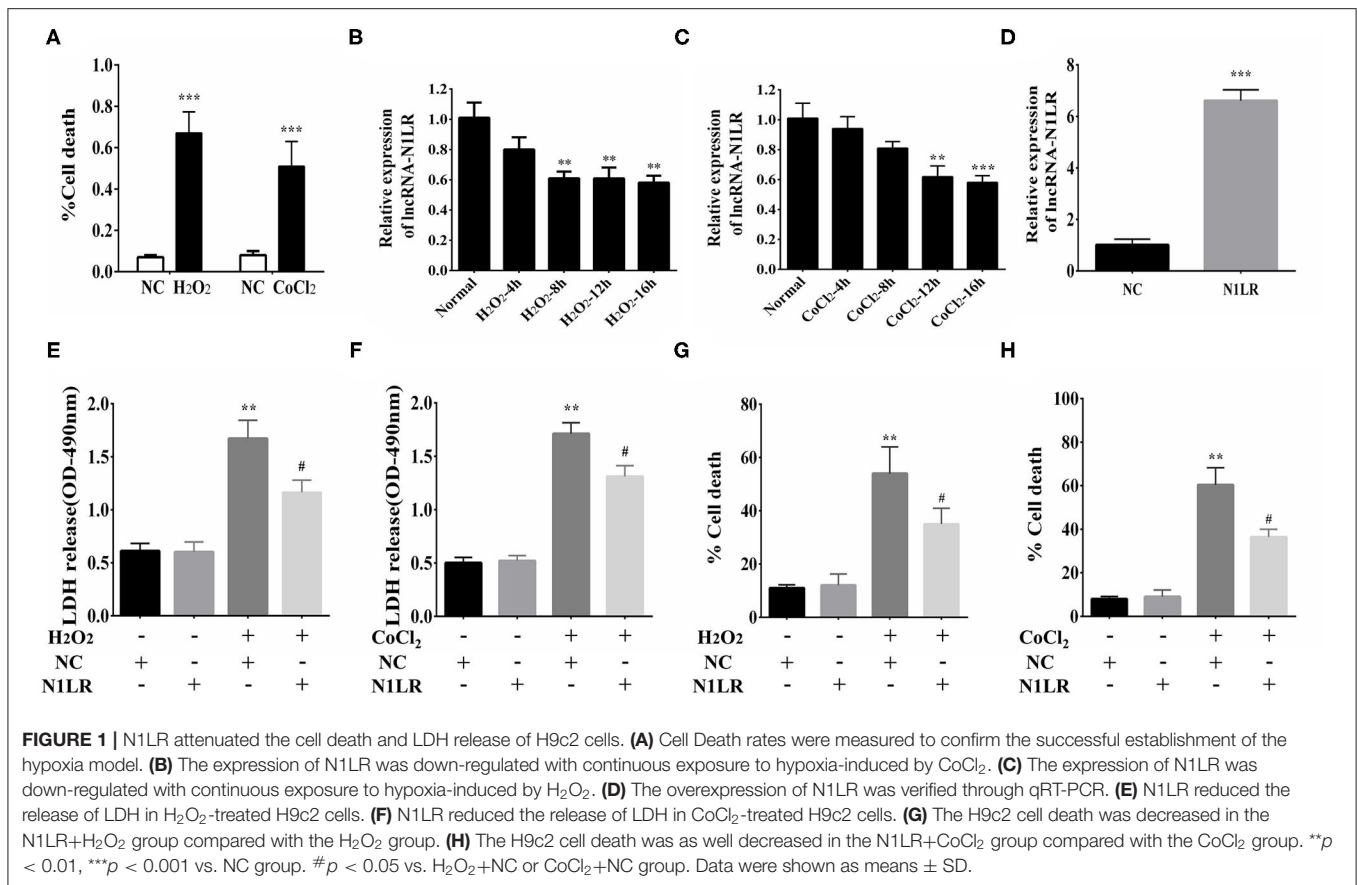 A
B
C
D
%Cell death
1.0
0.8
0.6
0.4
0.2
0.0
***
***
NC H₂O₂ NC CoCl₂
Relative expression
of lncRNA-N1LR
1.2
1.0
0.8
0.6
0.4
0.2
0.0
**
**
**
Normal
H₂O₂-4h
H₂O₂-8h
H₂O₂-12h
H₂O₂-16h
Relative expression
of lncRNA-N1LR
1.2
1.0
0.8
0.6
0.4
0.2
0.0
**
***
Normal
CoCl₂-4h
CoCl₂-8h
CoCl₂-12h
CoCl₂-16h
Relative expression
of lncRNA-N1LR
8
6
4
2
0
***
NC N1LR
E
F
G
H
LDH release(OD-490nm)
2.0
1.5
1.0
0.5
0.0
**
#
H₂O₂ - - + +
NC + - + -
N1LR - + - +
LDH release(OD-490nm)
2.0
1.5
1.0
0.5
0.0
**
#
CoCl₂ - - + +
NC + - + -
N1LR - + - +
% Cell death
80
60
40
20
0
**
#
H₂O₂ - - + +
NC + - + -
N1LR - + - +
% Cell death
100
80
60
40
20
0
**
#
CoCl₂ - - + +
NC + - + -
N1LR - + - +
FIGURE 1 | N1LR attenuated the cell death and LDH release of H9c2 cells. (A) Cell Death rates were measured to confirm the successful establishment of the
hypoxia model. (B) The expression of N1LR was down-regulated with continuous exposure to hypoxia-induced by CoCl₂. (C) The expression of N1LR was
down-regulated with continuous exposure to hypoxia-induced by H₂O₂. (D) The overexpression of N1LR was verified through qRT-PCR. (E) N1LR reduced the
release of LDH in H₂O₂-treated H9c2 cells. (F) N1LR reduced the release of LDH in CoCl₂-treated H9c2 cells. (G) The H9c2 cell death was decreased in the
N1LR+H₂O₂ group compared with the H₂O₂ group. (H) The H9c2 cell death was as well decreased in the N1LR+CoCl₂ group compared with the CoCl₂ group. **p
< 0.01, ***p < 0.001 vs. NC group. #p < 0.05 vs. H₂O₂+NC or CoCl₂+NC group. Data were shown as means ± SD.